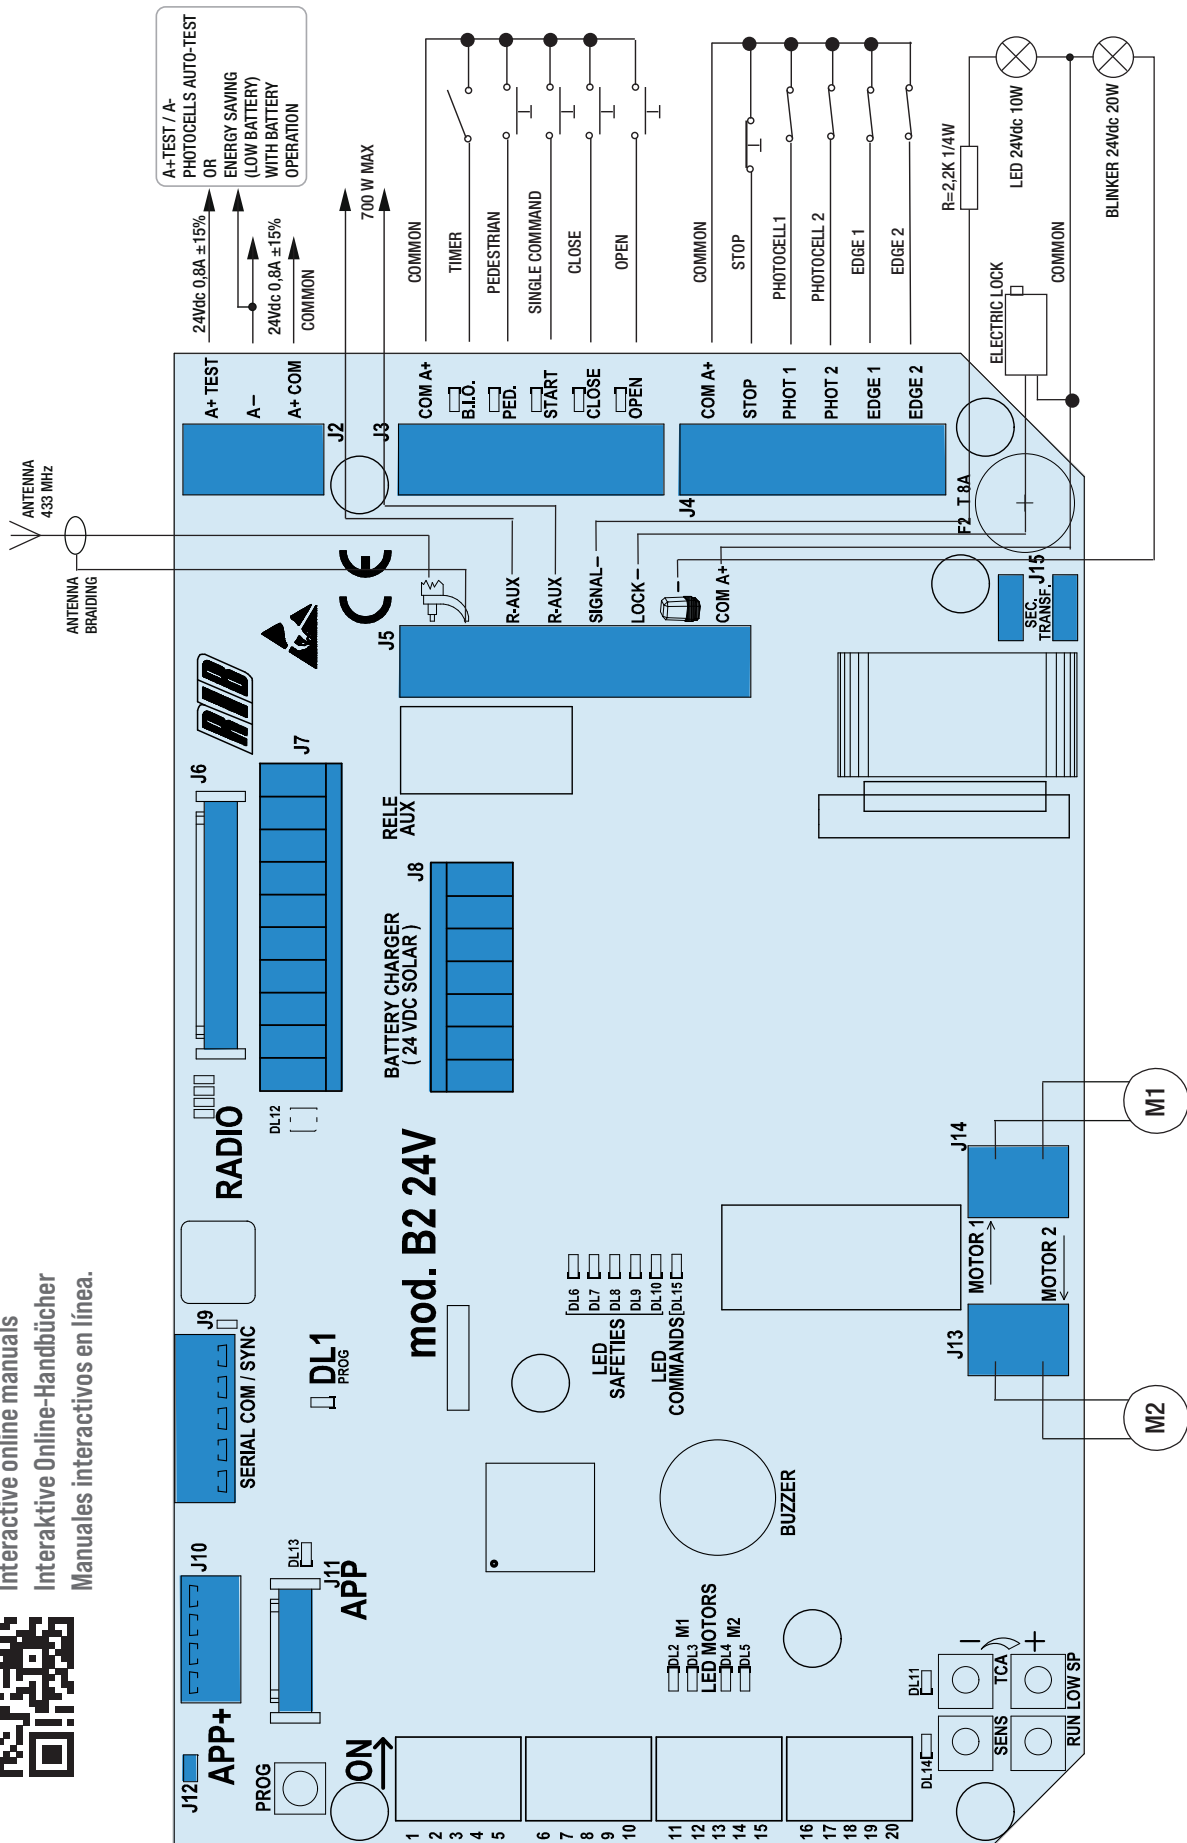 Interactive online manuals
Interaktive Online-Handbücher
Manuales interactivos en línea.
ANTENNA
433 MHz
ANTENNA
BRAIDING
A+TEST / A-
PHOTOCELLS AUTO-TEST
OR
ENERGY SAVING
(LOW BATTERY)
WITH BATTERY
OPERATION
24Vdc 0,8A ±15%
24Vdc 0,8A ±15%
COMMON
700 W MAX
COMMON
TIMER
PEDESTRIAN
SINGLE COMMAND
CLOSE
OPEN
COMMON
STOP
PHOTOCELL1
PHOTOCELL 2
EDGE 1
EDGE 2
R=2,2K 1/4W
LED 24Vdc 10W
ELECTRIC LOCK
COMMON
BLINKER 24Vdc 20W
A+ TEST
A−
A+ COM
J2
J3
COM A+
B.I.O.
PED.
START
CLOSE
OPEN
COM A+
STOP
PHOT 1
PHOT 2
EDGE 1
EDGE 2
J4
F2 T 8A
CE
R-AUX
R-AUX
SIGNAL−
LOCK−
−
COM A+
J5
J15
SEC.
TRANSF.
RIB
J6
J7
RELE
AUX
J8
BATTERY CHARGER
( 24 VDC SOLAR )
RADIO
DL12
mod. B2 24V
J9
SERIAL COM / SYNC
DL1
PROG
DL6
DL7
DL8
DL9
DL10
DL15
LED
SAFETIES
LED
COMMANDS
J14
MOTOR 1
MOTOR 2
J13
M1
M2
BUZZER
J10
DL13
J11
APP
J12
APP+
PROG
ON
DL2
DL3
DL4
DL5
M1
LED MOTORS
M2
DL11
DL14
−
+
TCA
SENS
RUN LOW SP
1
2
3
4
5
6
7
8
9
10
11
12
13
14
15
16
17
18
19
20